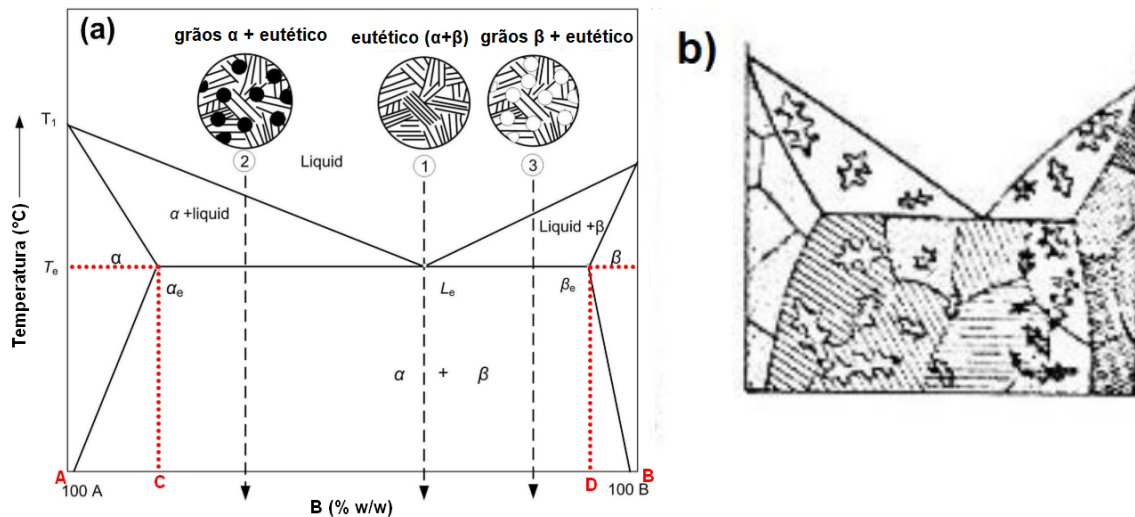 (a)
grãos α + eutético
eutético (α+β)
grãos β + eutético
b)
T1
2
Liquid
1
3
α +liquid
Liquid +β
Temperatura (°C)
Te
α
β
αe
Le
βe
α + β
A
C
D
B
100 A
100 B
B (% w/w)